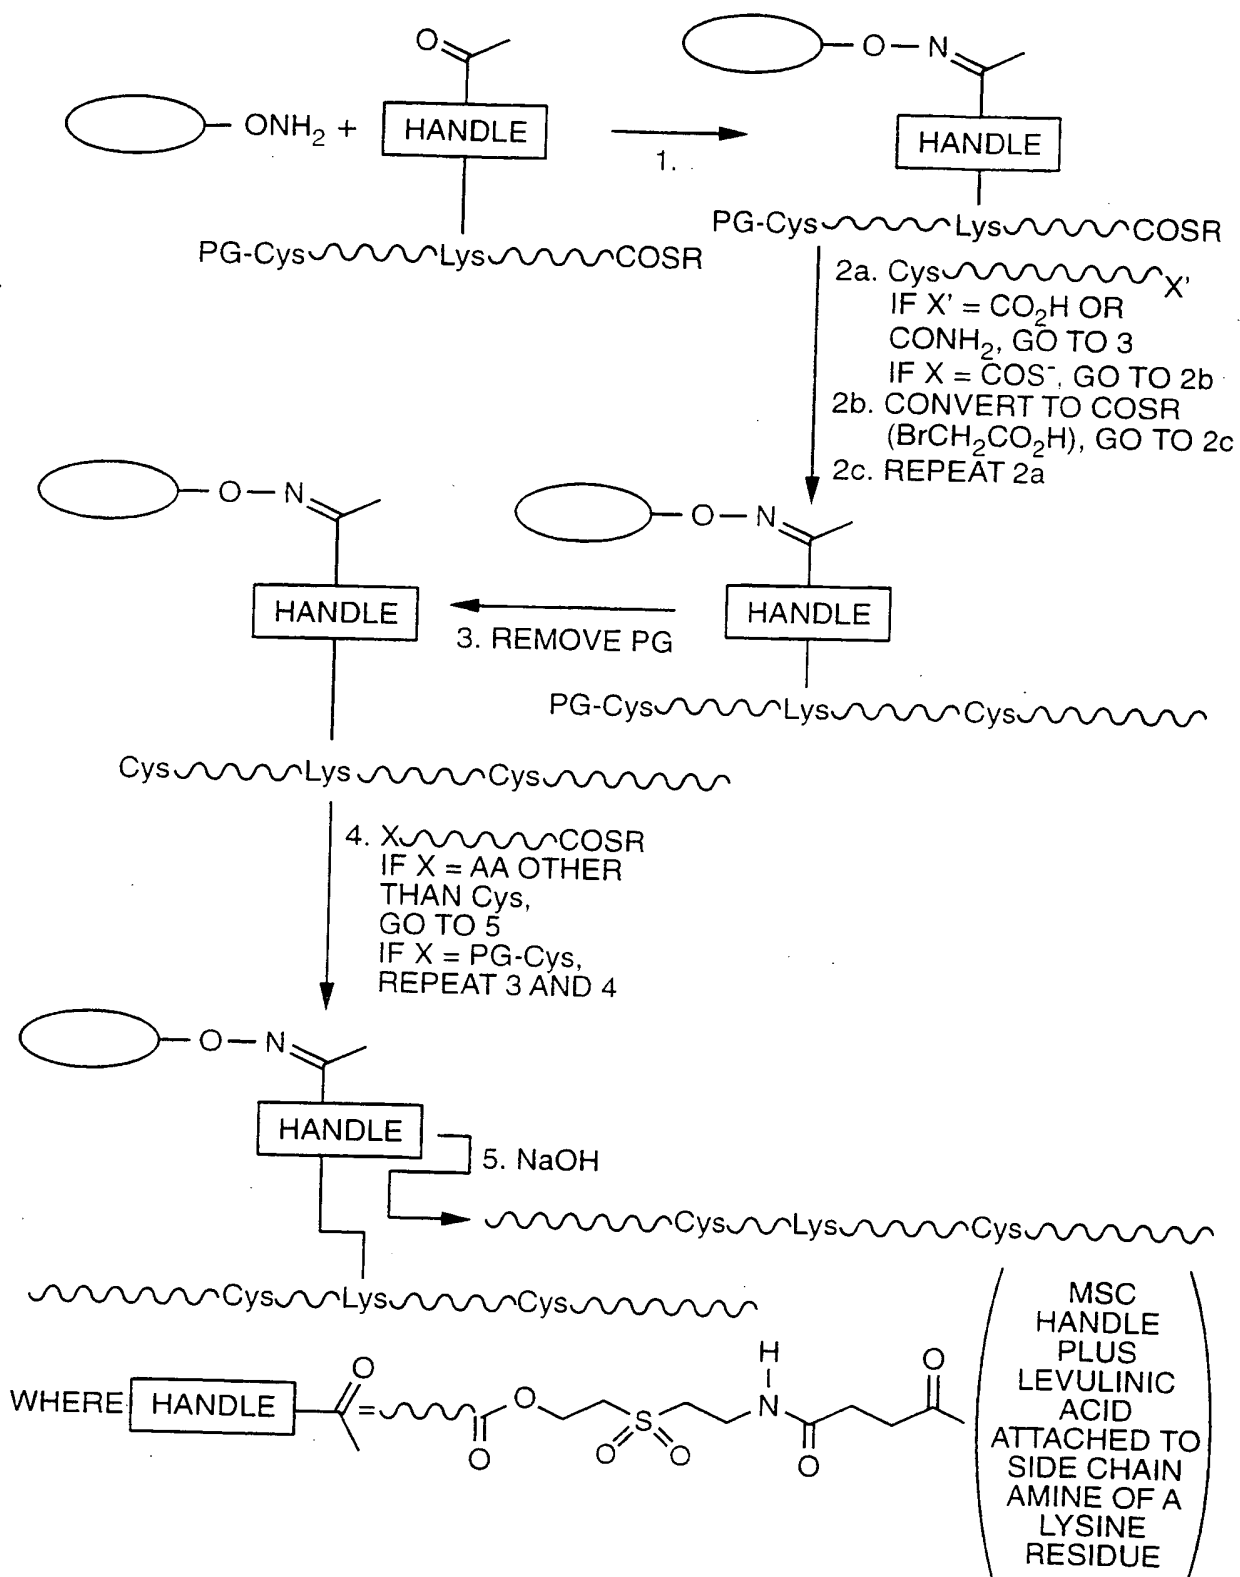 O
O—N
ONH2 +
HANDLE
1.
HANDLE
PG-Cys Lys COSR
PG-Cys Lys COSR
2a. Cys X'
IF X' = CO2H OR
CONH2, GO TO 3
IF X = COS-, GO TO 2b
2b. CONVERT TO COSR
(BrCH2CO2H), GO TO 2c
2c. REPEAT 2a
O—N
O—N
HANDLE
HANDLE
3. REMOVE PG
PG-Cys Lys Cys
Cys Lys Cys
4. X COSR
IF X = AA OTHER
THAN Cys,
GO TO 5
IF X = PG-Cys,
REPEAT 3 AND 4
O—N
HANDLE
5. NaOH
Cys Lys Cys
Cys Lys Cys
WHERE HANDLE O = O O S O O H N O O
MSC
HANDLE
PLUS
LEVULINIC
ACID
ATTACHED TO
SIDE CHAIN
AMINE OF A
LYSINE
RESIDUE